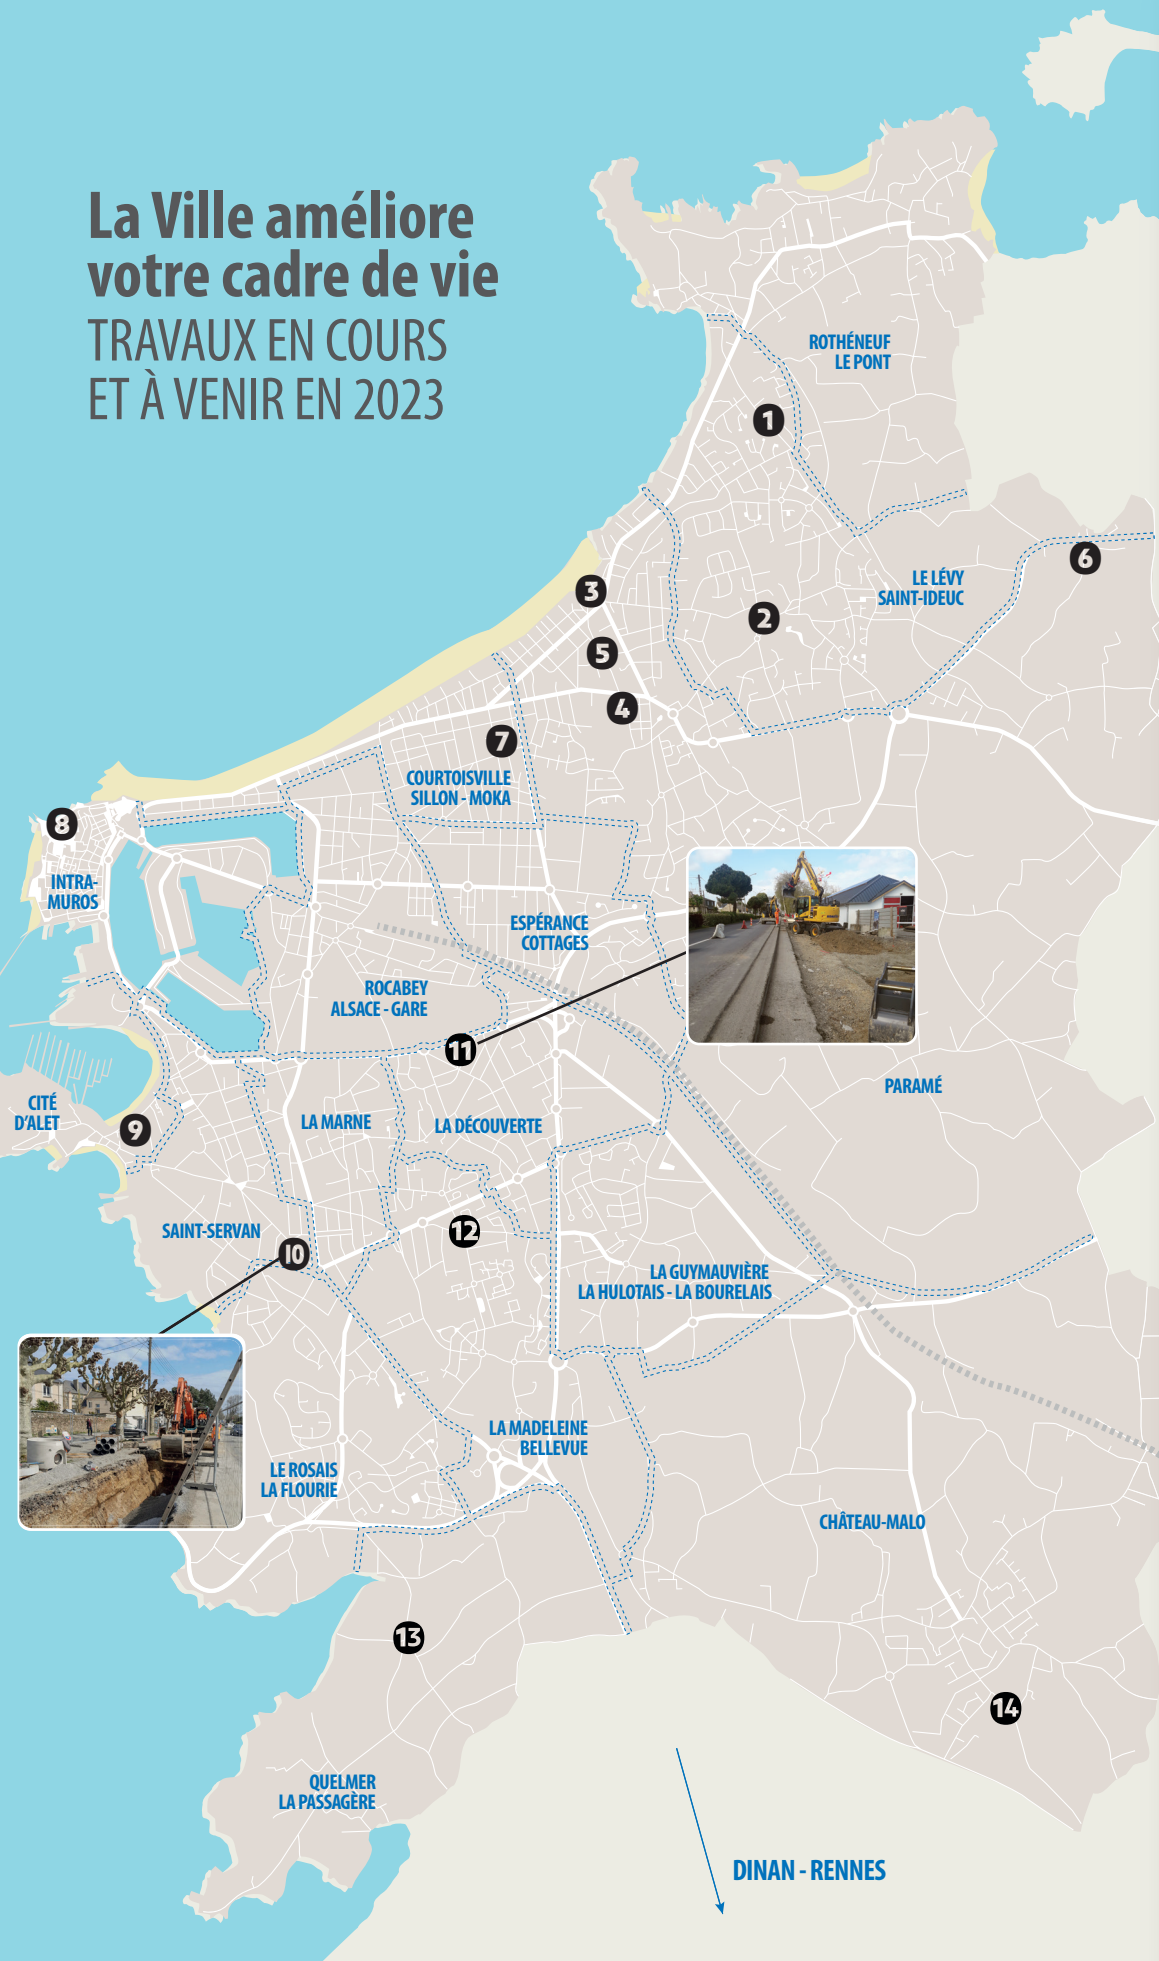 La Ville améliore
votre cadre de vie
TRAVAUX EN COURS
ET À VENIR EN 2023
ROTHÉNEUF
LE PONT
1
6
LE LÉVY
SAINT-IDEUC
3
2
5
4
7
COURTOISVILLE
SILLON - MOKA
8
INTRA-
MUROS
ESPÉRANCE
COTTAGES
ROCABEY
ALSACE - GARE
11
PARAMÉ
CITÉ
D'ALET
9
LA MARNE
LA DÉCOUVERTE
SAINT-SERVAN
12
10
LA GUYMAUVIÈRE
LA HULOTAIS - LA BOURELAIS
LA MADELEINE
BELLEVUE
LE ROSAIS
LA FLOURIE
CHÂTEAU-MALO
13
14
QUELMER
LA PASSAGÈRE
DINAN - RENNES